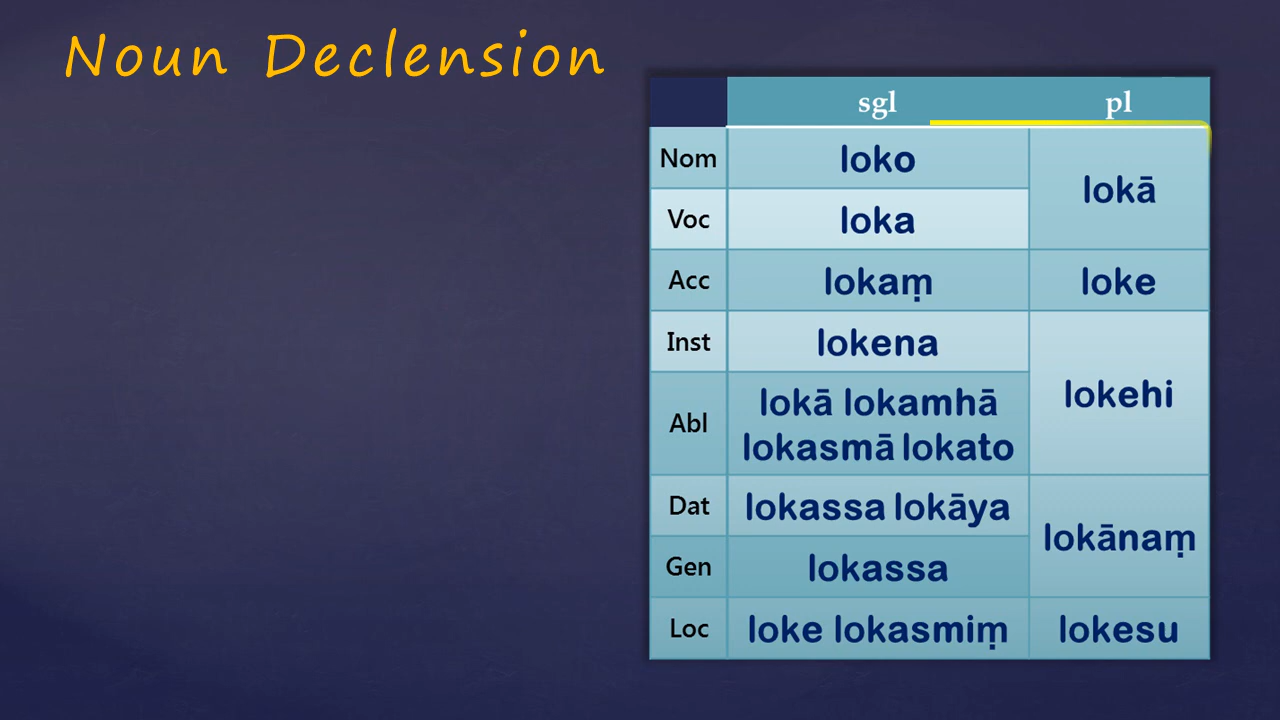 Noun Declension
sgl pl
Nom loko lokā
Voc loka
Acc lokaṃ loke
Inst lokena lokehi
Abl lokā lokamhā
lokasmā lokato
Dat lokassa lokāya lokānaṃ
Gen lokassa
Loc loke lokasmiṃ lokesu